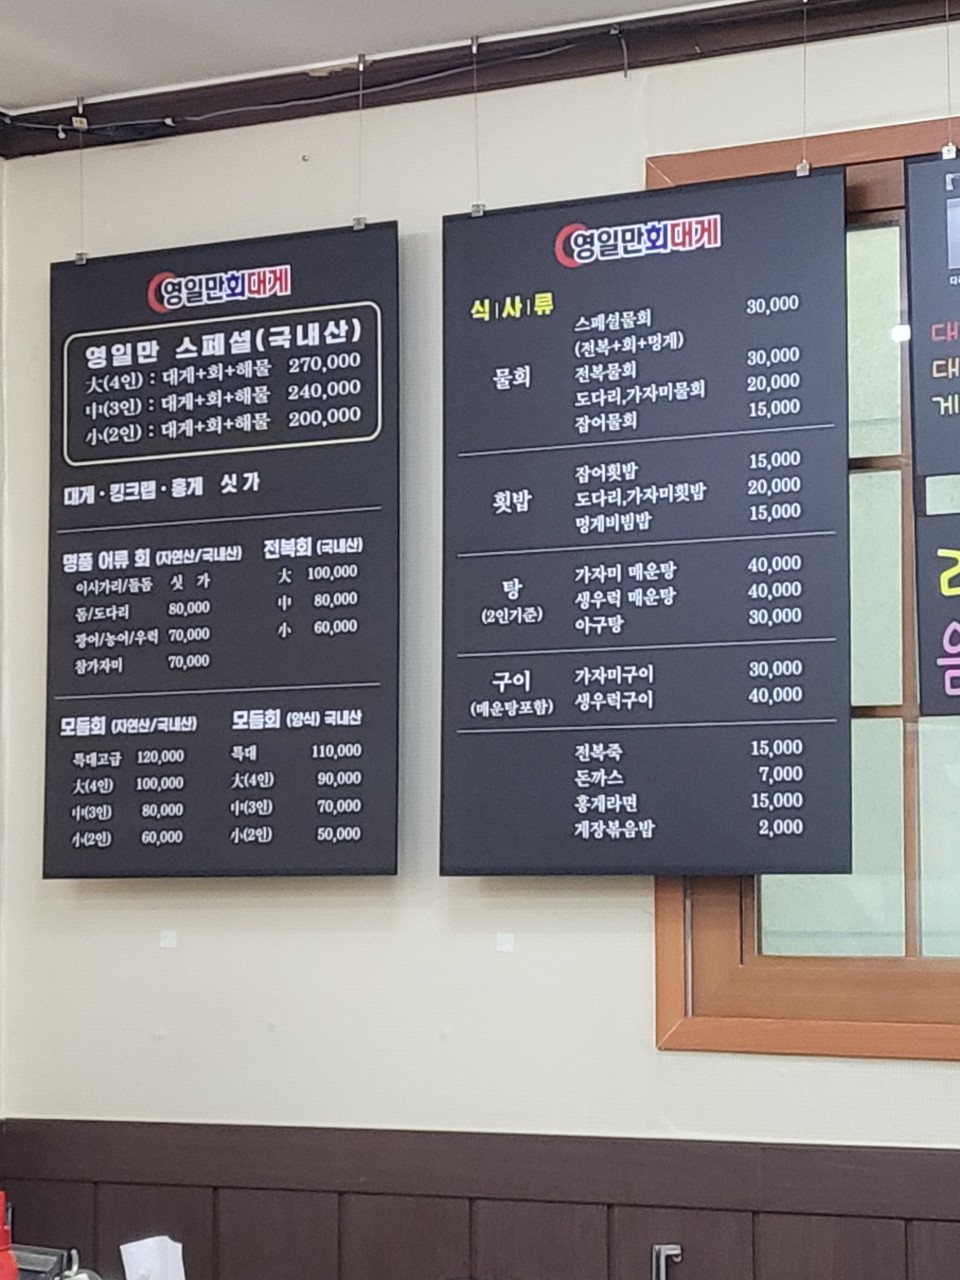 영일만회대게
영일만 스페셜(국내산)
大(4인) : 대게+회+해물 270,000
中(3인) : 대게+회+해물 240,000
小(2인) : 대게+회+해물 200,000
대게·킹크랩·홍게 싯가
명품 어류 회 (자연산/국내산)
이시가리/돌돔 싯 가
돔/도다리 80,000
광어/농어/우럭 70,000
참가자미 70,000
전복회 (국내산)
大 100,000
中 80,000
小 60,000
모듬회 (자연산/국내산)
특대고급 120,000
大(4인) 100,000
中(3인) 80,000
小(2인) 60,000
모듬회 (양식) 국내산
특대 110,000
大(4인) 90,000
中(3인) 70,000
小(2인) 50,000
영일만회대게
식|사|류
물회
스페셜물회 30,000
(전복+회+멍게)
전복물회 30,000
도다리,가자미물회 20,000
잡어물회 15,000
횟밥
잡어횟밥 15,000
도다리,가자미횟밥 20,000
멍게비빔밥 15,000
탕
(2인기준)
가자미 매운탕 40,000
생우럭 매운탕 40,000
아구탕 30,000
구이
(매운탕포함)
가자미구이 30,000
생우럭구이 40,000
전복죽 15,000
돈까스 7,000
홍게라면 15,000
게장볶음밥 2,000